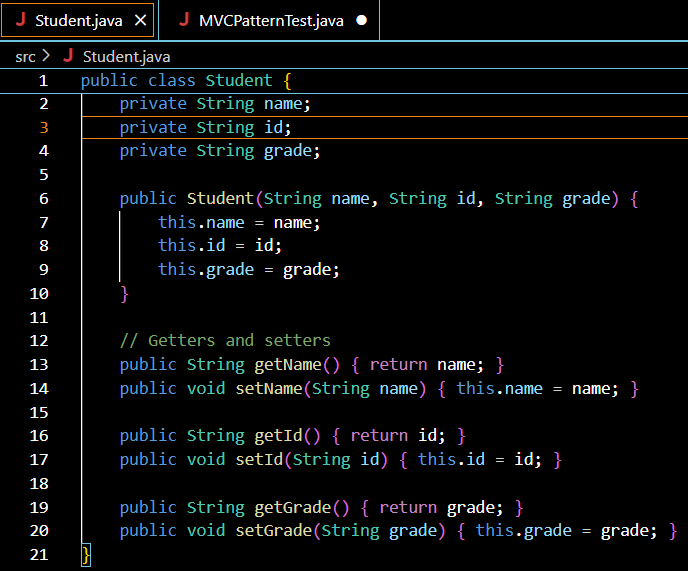 J Student.java ×
J MVCPatternTest.java ●
src > J Student.java
1 public class Student {
2     private String name;
3     private String id;
4     private String grade;
5
6     public Student(String name, String id, String grade) {
7         this.name = name;
8         this.id = id;
9         this.grade = grade;
10     }
11
12     // Getters and setters
13     public String getName() { return name; }
14     public void setName(String name) { this.name = name; }
15
16     public String getId() { return id; }
17     public void setId(String id) { this.id = id; }
18
19     public String getGrade() { return grade; }
20     public void setGrade(String grade) { this.grade = grade; }
21 }